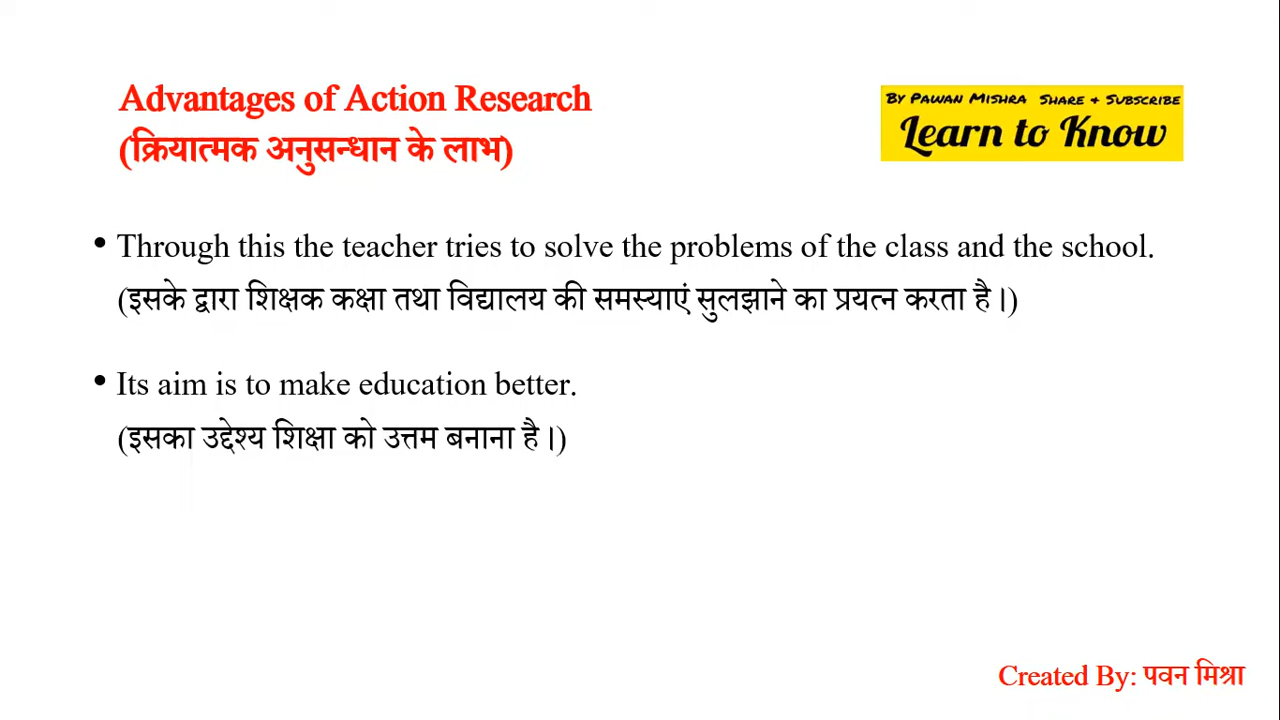 Advantages of Action Research
(क्रियात्मक अनुसन्धान के लाभ)
By Pawan Mishra Share & Subscribe
Learn to Know
• Through this the teacher tries to solve the problems of the class and the school.
(इसके द्वारा शिक्षक कक्षा तथा विद्यालय की समस्याएं सुलझाने का प्रयत्न करता है।)
• Its aim is to make education better.
(इसका उद्देश्य शिक्षा को उत्तम बनाना है।)
Created By: पवन मिश्रा